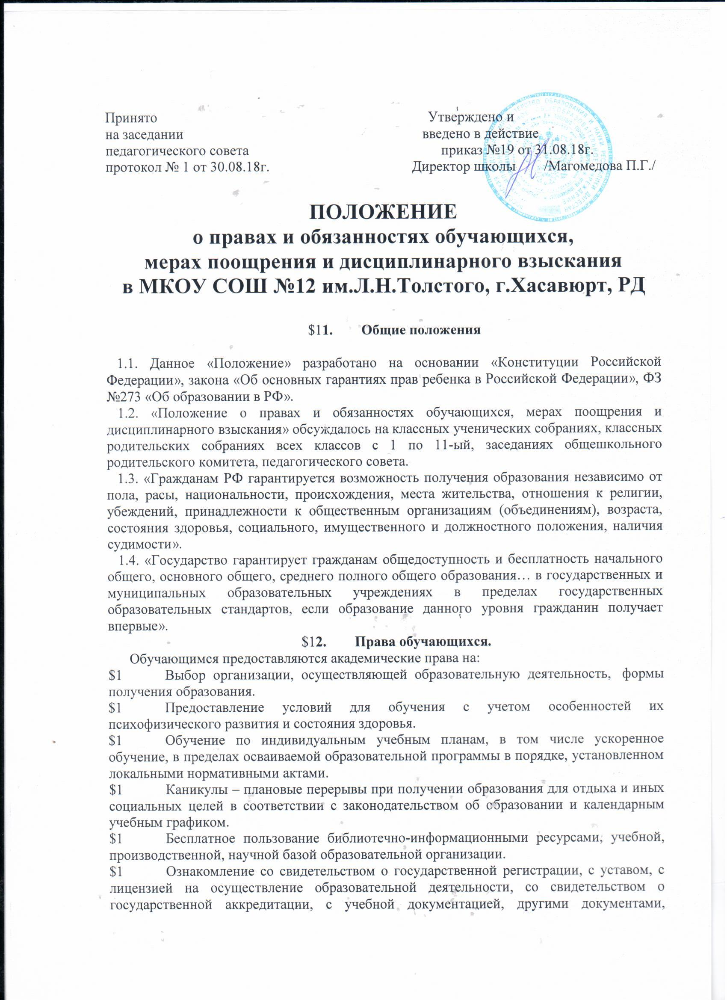 Принято
на заседании
педагогического совета
протокол № 1 от 30.08.18г.
Утверждено и
введено в действие
приказ №19 от 31.08.18г.
Директор школы /Магомедова П.Г./
ПОЛОЖЕНИЕ
о правах и обязанностях обучающихся,
мерах поощрения и дисциплинарного взыскания
в МКОУ СОШ №12 им.Л.Н.Толстого, г.Хасавюрт, РД
$11. Общие положения
1.1. Данное «Положение» разработано на основании «Конституции Российской
Федерации», закона «Об основных гарантиях прав ребенка в Российской Федерации», ФЗ
№273 «Об образовании в РФ».
1.2. «Положение о правах и обязанностях обучающихся, мерах поощрения и
дисциплинарного взыскания» обсуждалось на классных ученических собраниях, классных
родительских собраниях всех классов с 1 по 11-ый, заседаниях общешкольного
родительского комитета, педагогического совета.
1.3. «Гражданам РФ гарантируется возможность получения образования независимо от
пола, расы, национальности, происхождения, места жительства, отношения к религии,
убеждений, принадлежности к общественным организациям (объединениям), возраста,
состояния здоровья, социального, имущественного и должностного положения, наличия
судимости».
1.4. «Государство гарантирует гражданам общедоступность и бесплатность начального
общего, основного общего, среднего полного общего образования… в государственных и
муниципальных образовательных учреждениях в пределах государственных
образовательных стандартов, если образование данного уровня гражданин получает
впервые».
$12. Права обучающихся.
Обучающимся предоставляются академические права на:
$1 Выбор организации, осуществляющей образовательную деятельность, формы
получения образования.
$1 Предоставление условий для обучения с учетом особенностей их
психофизического развития и состояния здоровья.
$1 Обучение по индивидуальным учебным планам, в том числе ускоренное
обучение, в пределах осваиваемой образовательной программы в порядке, установленном
локальными нормативными актами.
$1 Каникулы – плановые перерывы при получении образования для отдыха и иных
социальных целей в соответствии с законодательством об образовании и календарным
учебным графиком.
$1 Бесплатное пользование библиотечно-информационными ресурсами, учебной,
производственной, научной базой образовательной организации.
$1 Ознакомление со свидетельством о государственной регистрации, с уставом, с
лицензией на осуществление образовательной деятельности, со свидетельством о
государственной аккредитации, с учебной документацией, другими документами,